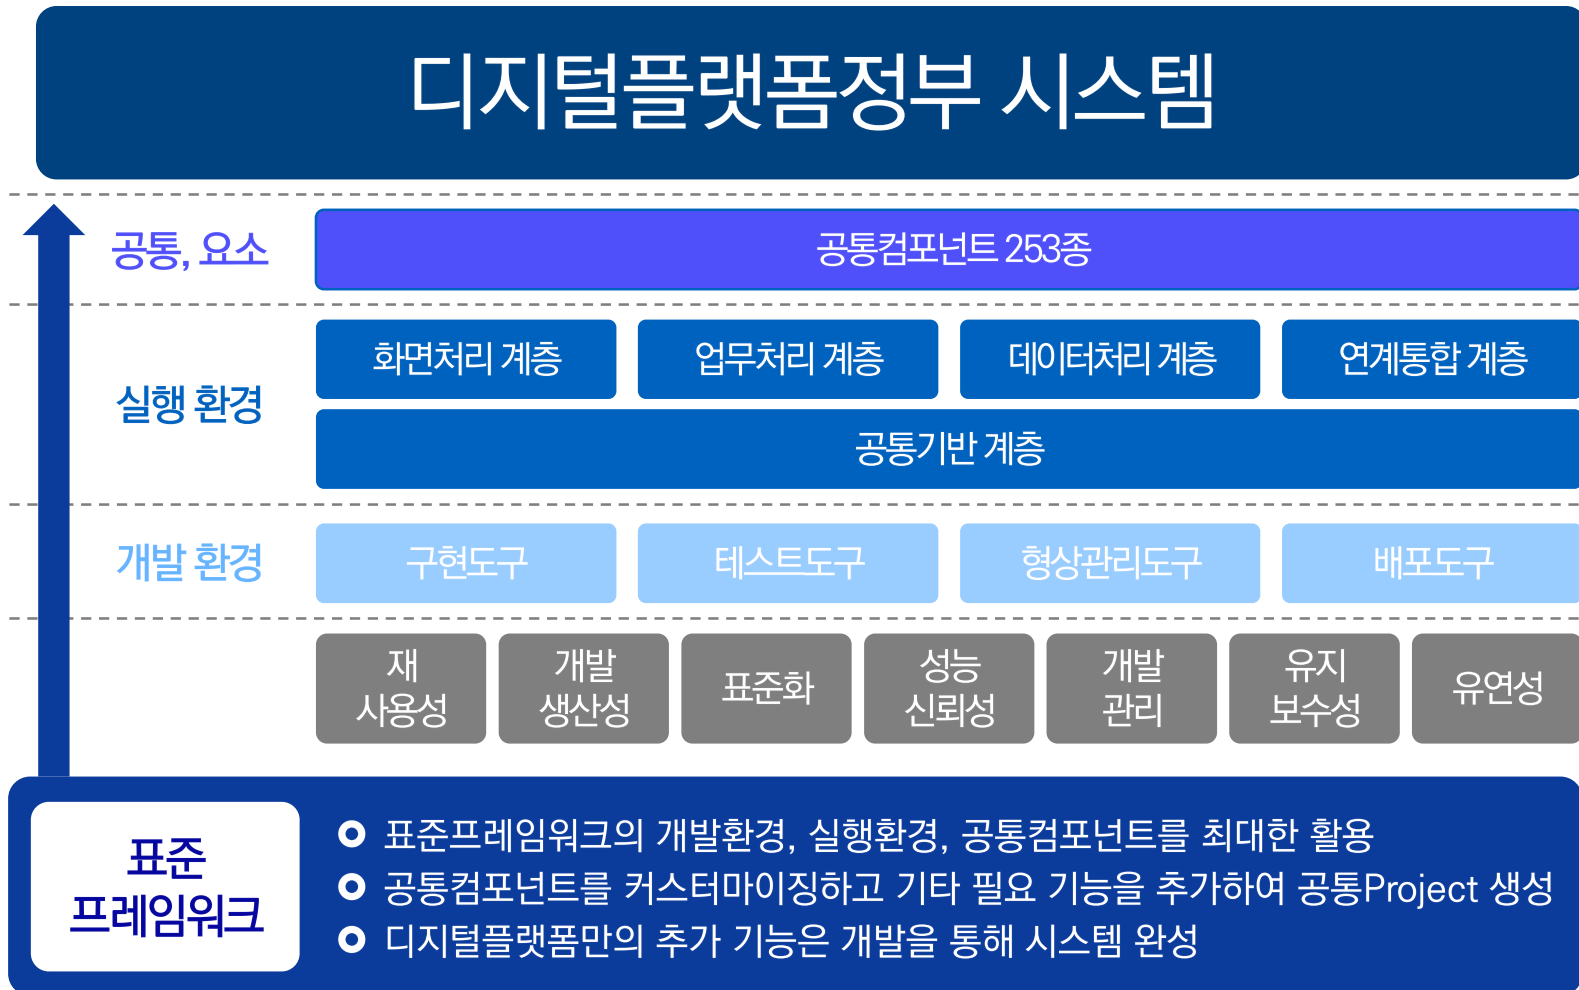 디지털플랫폼정부 시스템
공통, 요소
공통컴포넌트 253종
실행 환경
화면처리 계층
업무처리 계층
데이터처리 계층
연계통합 계층
공통기반 계층
개발 환경
구현도구
테스트도구
형상관리도구
배포도구
재
사용성
개발
생산성
표준화
성능
신뢰성
개발
관리
유지
보수성
유연성
표준
프레임워크
표준프레임워크의 개발환경, 실행환경, 공통컴포넌트를 최대한 활용
공통컴포넌트를 커스터마이징하고 기타 필요 기능을 추가하여 공통Project 생성
디지털플랫폼만의 추가 기능은 개발을 통해 시스템 완성